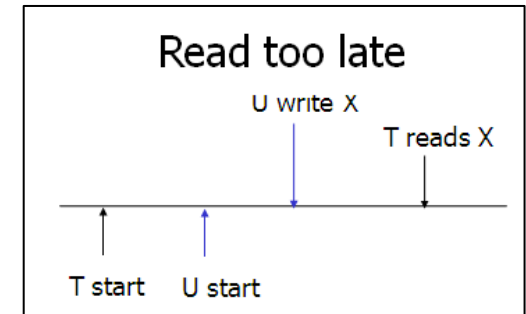 Read too late
U write X
T reads X
T start
U start